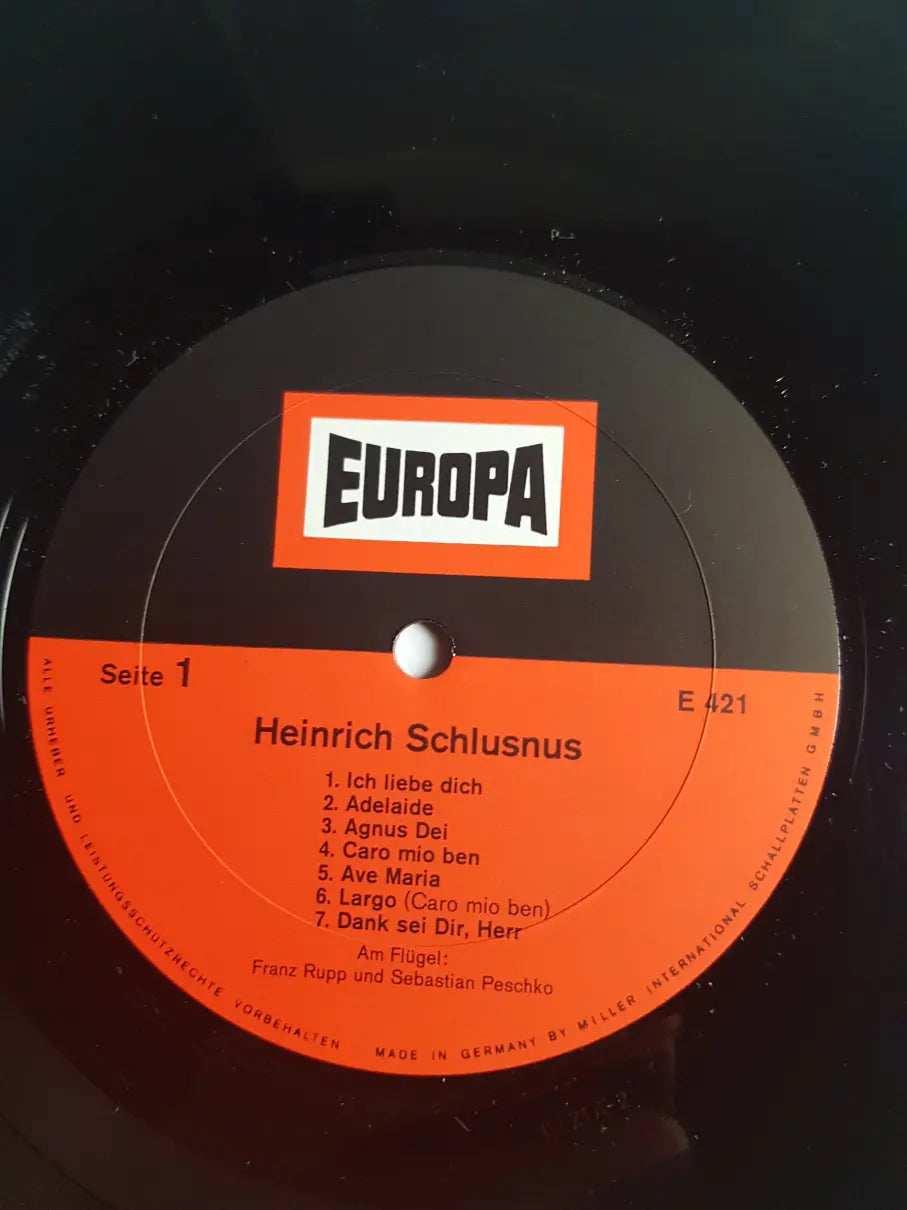 EUROPA
Seite 1
E 421
Heinrich Schlusnus
1. Ich liebe dich
2. Adelaide
3. Agnus Dei
4. Caro mio ben
5. Ave Maria
6. Largo (Caro mio ben)
7. Dank sei Dir, Herr
Am Flügel:
Franz Rupp und Sebastian Peschko
ALLE URHEBER UND LEISTUNGSSCHUTZRECHTE VORBEHALTEN MADE IN GERMANY BY MILLER INTERNATIONAL SCHALLPLATTEN GMBH